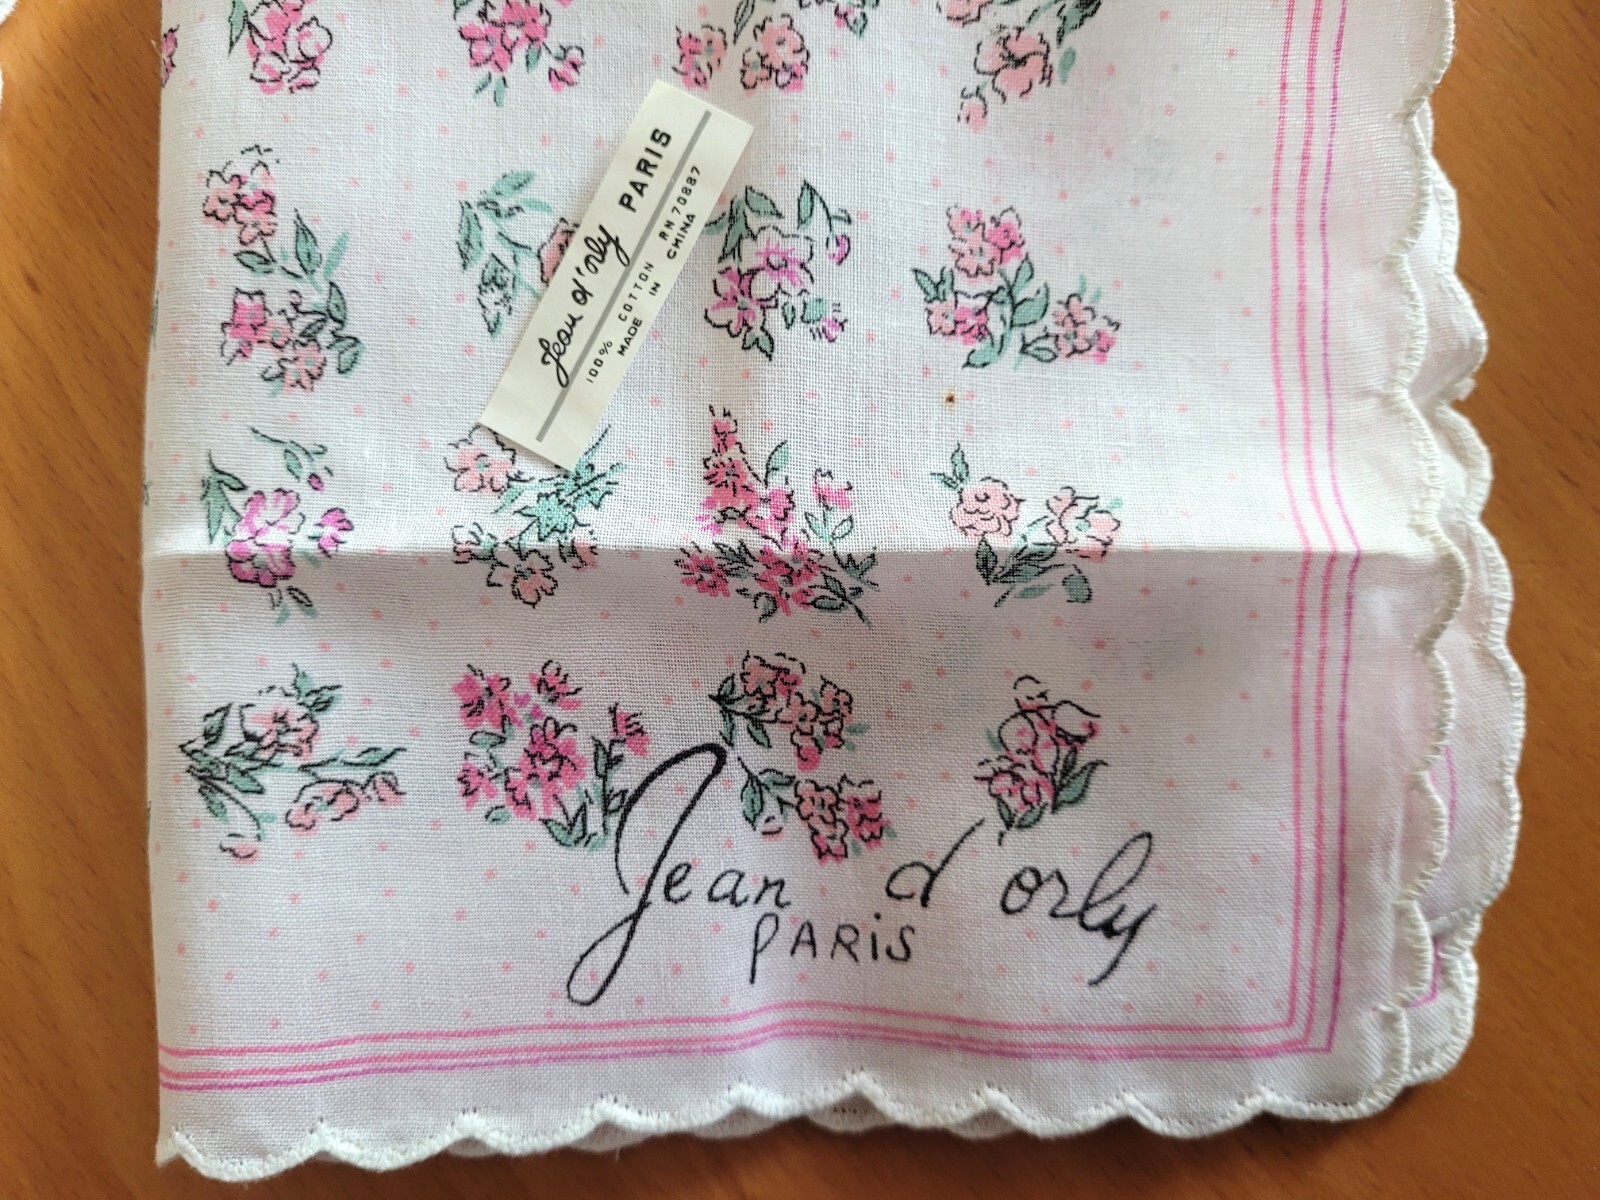 Jean d'orly PARIS
100% COTTON RN 70887
MADE IN CHINA
Jean d'orly
PARIS